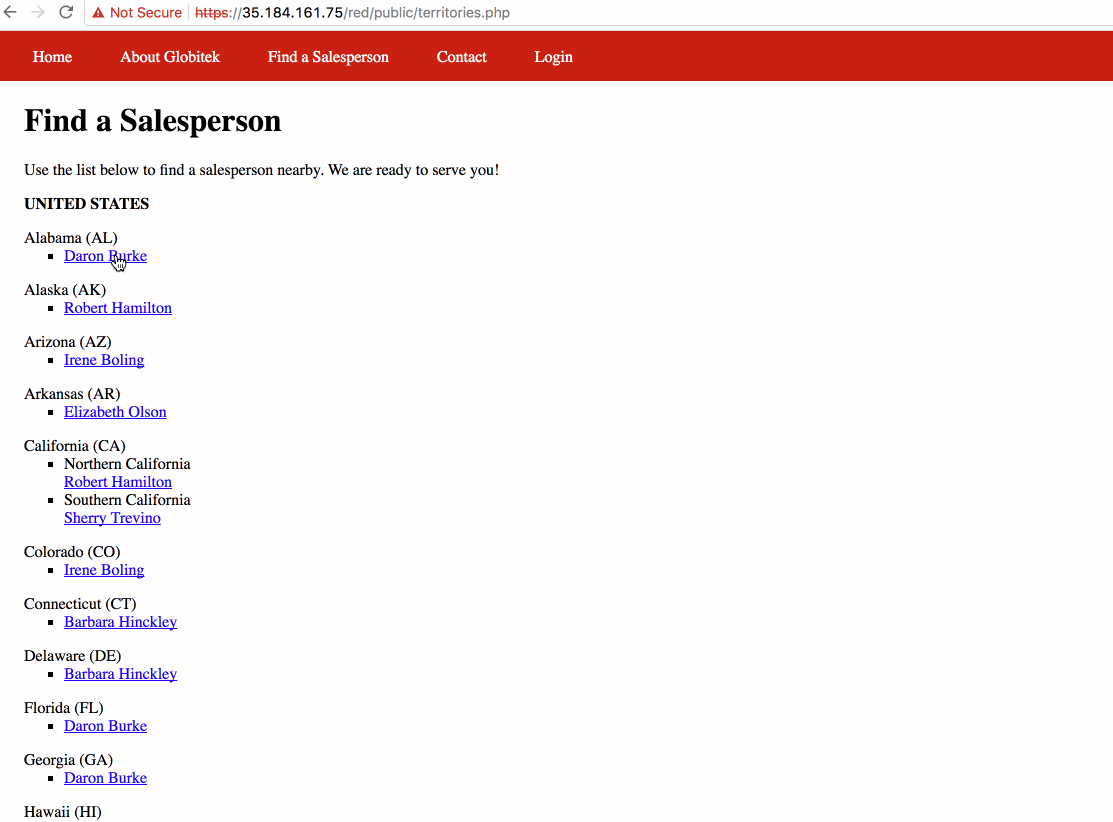 Not Secure https://35.184.161.75/red/public/territories.php
Home About Globitek Find a Salesperson Contact Login
Find a Salesperson
Use the list below to find a salesperson nearby. We are ready to serve you!
UNITED STATES
Alabama (AL)
Daron Burke
Alaska (AK)
Robert Hamilton
Arizona (AZ)
Irene Boling
Arkansas (AR)
Elizabeth Olson
California (CA)
Northern California
Robert Hamilton
Southern California
Sherry Trevino
Colorado (CO)
Irene Boling
Connecticut (CT)
Barbara Hinckley
Delaware (DE)
Barbara Hinckley
Florida (FL)
Daron Burke
Georgia (GA)
Daron Burke
Hawaii (HI)